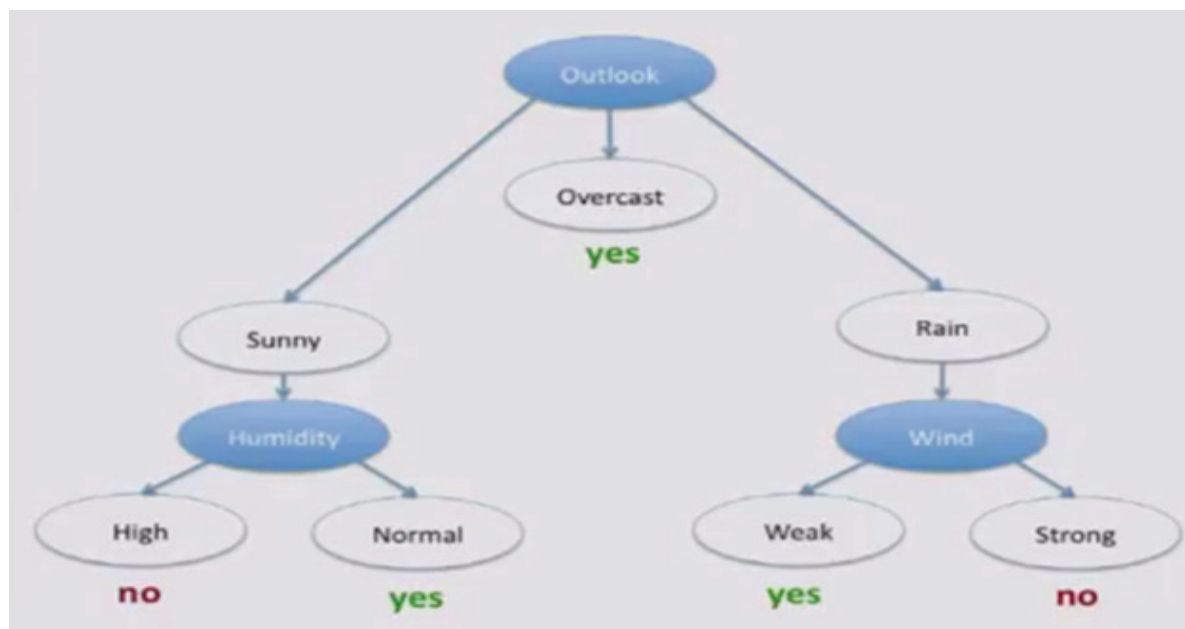 Outlook
Overcast
yes
Sunny
Rain
Humidity
Wind
High
Normal
Weak
Strong
no
yes
yes
no